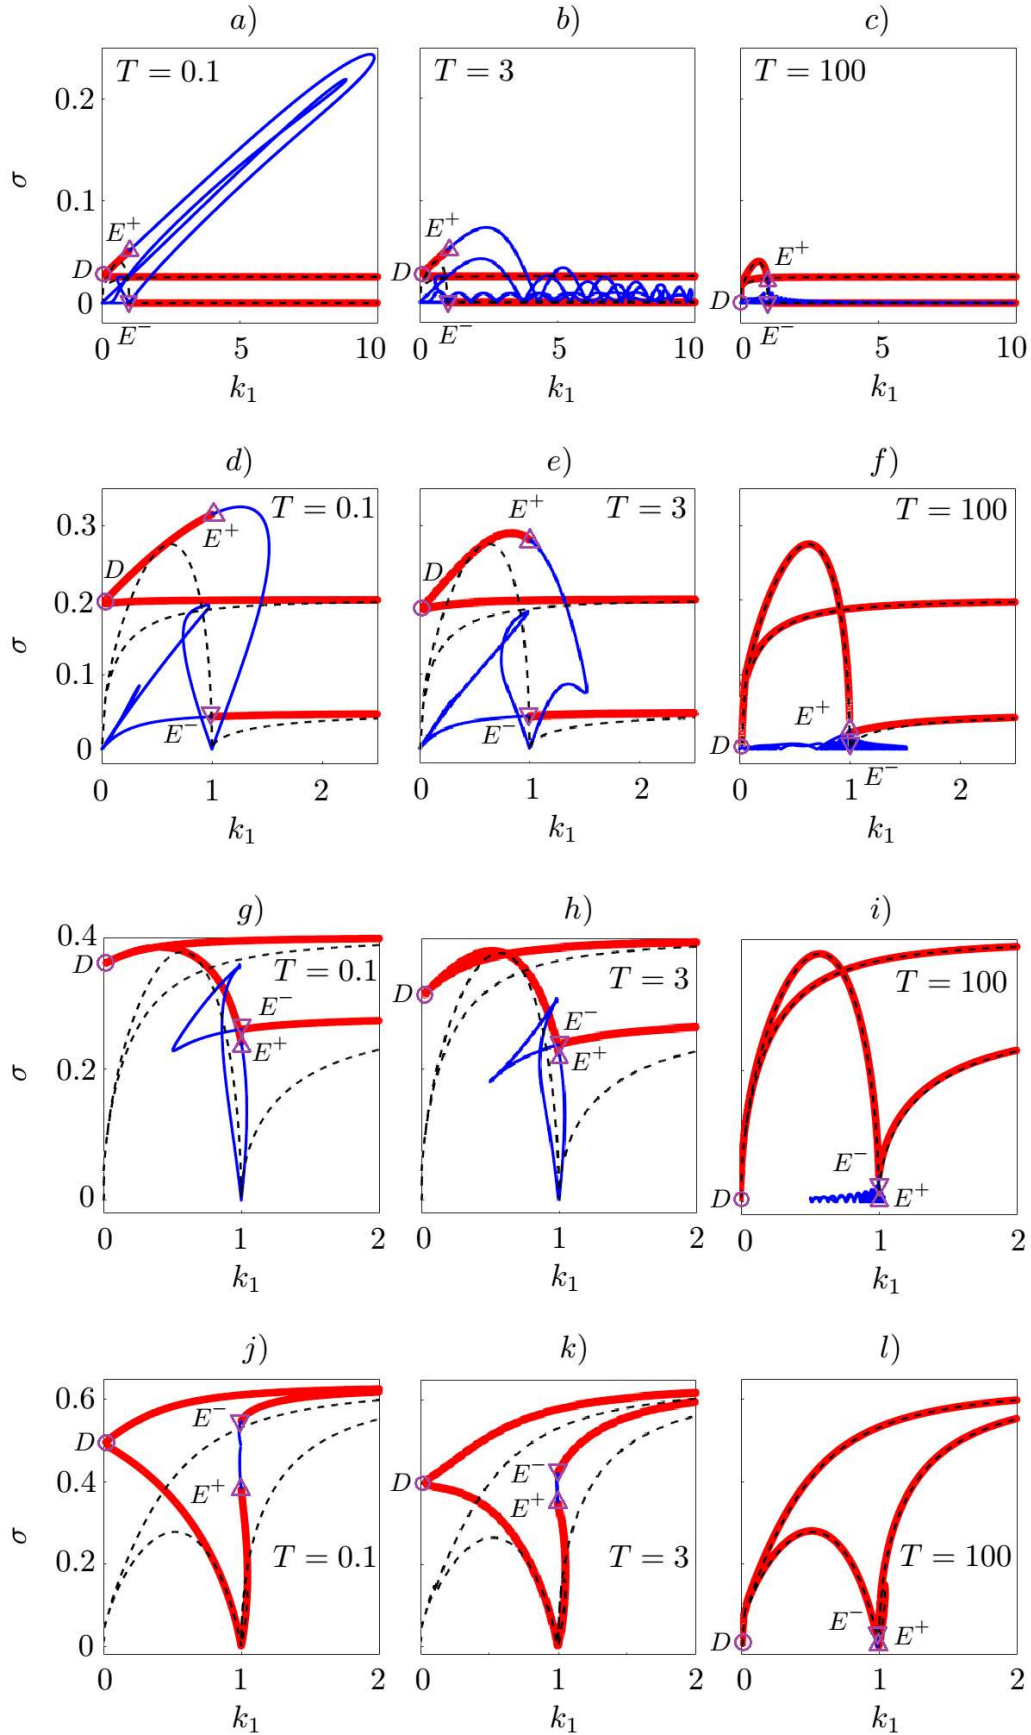 a) b) c)
T = 0.1 T = 3 T = 100
0.2
σ
0.1
E⁺ E⁺ E⁺
D D
0 D
E⁻ E⁻ E⁻
0 5 10 0 5 10 0 5 10
k₁ k₁ k₁
d) e) f)
T = 0.1 T = 3 T = 100
0.3
E⁺ E⁺
D D
0.2
σ
0.1
E⁻ E⁻ E⁺
0 D
E⁻
0 1 2 0 1 2 0 1 2
k₁ k₁ k₁
g) h) i)
0.4
D T = 0.1 D T = 3 T = 100
E⁻ E⁻
E⁺ E⁺
0.2
σ
E⁻
0 D E⁺
0 1 2 0 1 2 0 1 2
k₁ k₁ k₁
j) k) l)
0.6
E⁻
D E⁻
D
0.4 E⁺ E⁺
σ
0.2 T = 0.1 T = 3 T = 100
0 D E⁻ E⁺
0 1 2 0 1 2 0 1 2
k₁ k₁ k₁